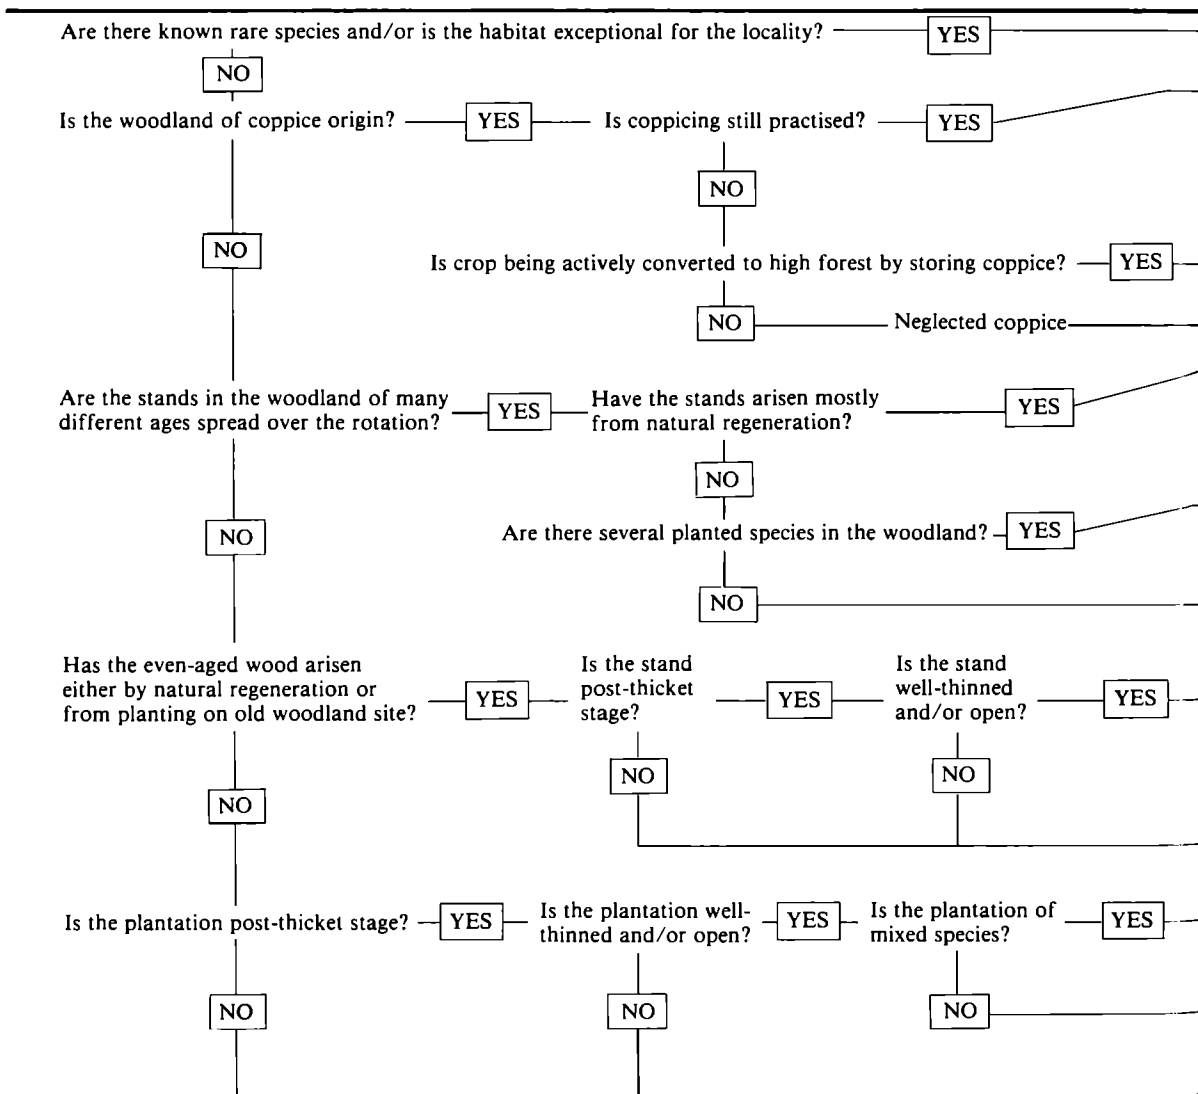 Are there known rare species and/or is the habitat exceptional for the locality? YES
NO
Is the woodland of coppice origin? YES Is coppicing still practised? YES
NO
NO
Is crop being actively converted to high forest by storing coppice? YES
NO Neglected coppice
Are the stands in the woodland of many
different ages spread over the rotation? YES Have the stands arisen mostly
from natural regeneration? YES
NO
NO
Are there several planted species in the woodland? YES
NO
Has the even-aged wood arisen
either by natural regeneration or
from planting on old woodland site? YES
Is the stand
post-thicket
stage? YES
Is the stand
well-thinned
and/or open? YES
NO
NO
NO
Is the plantation post-thicket stage? YES
Is the plantation well-
thinned and/or open? YES
Is the plantation of
mixed species? YES
NO
NO
NO